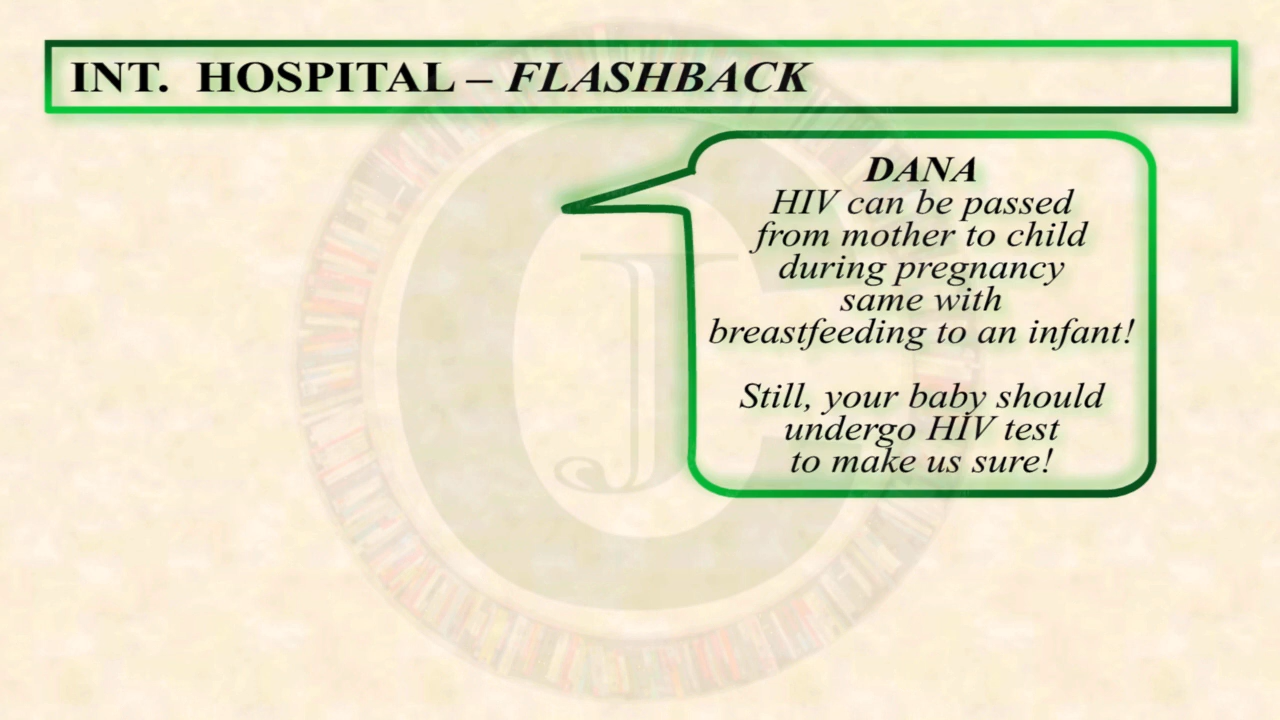 INT. HOSPITAL – FLASHBACK
DANA
HIV can be passed
from mother to child
during pregnancy
same with
breastfeeding to an infant!
Still, your baby should
undergo HIV test
to make us sure!
CJ